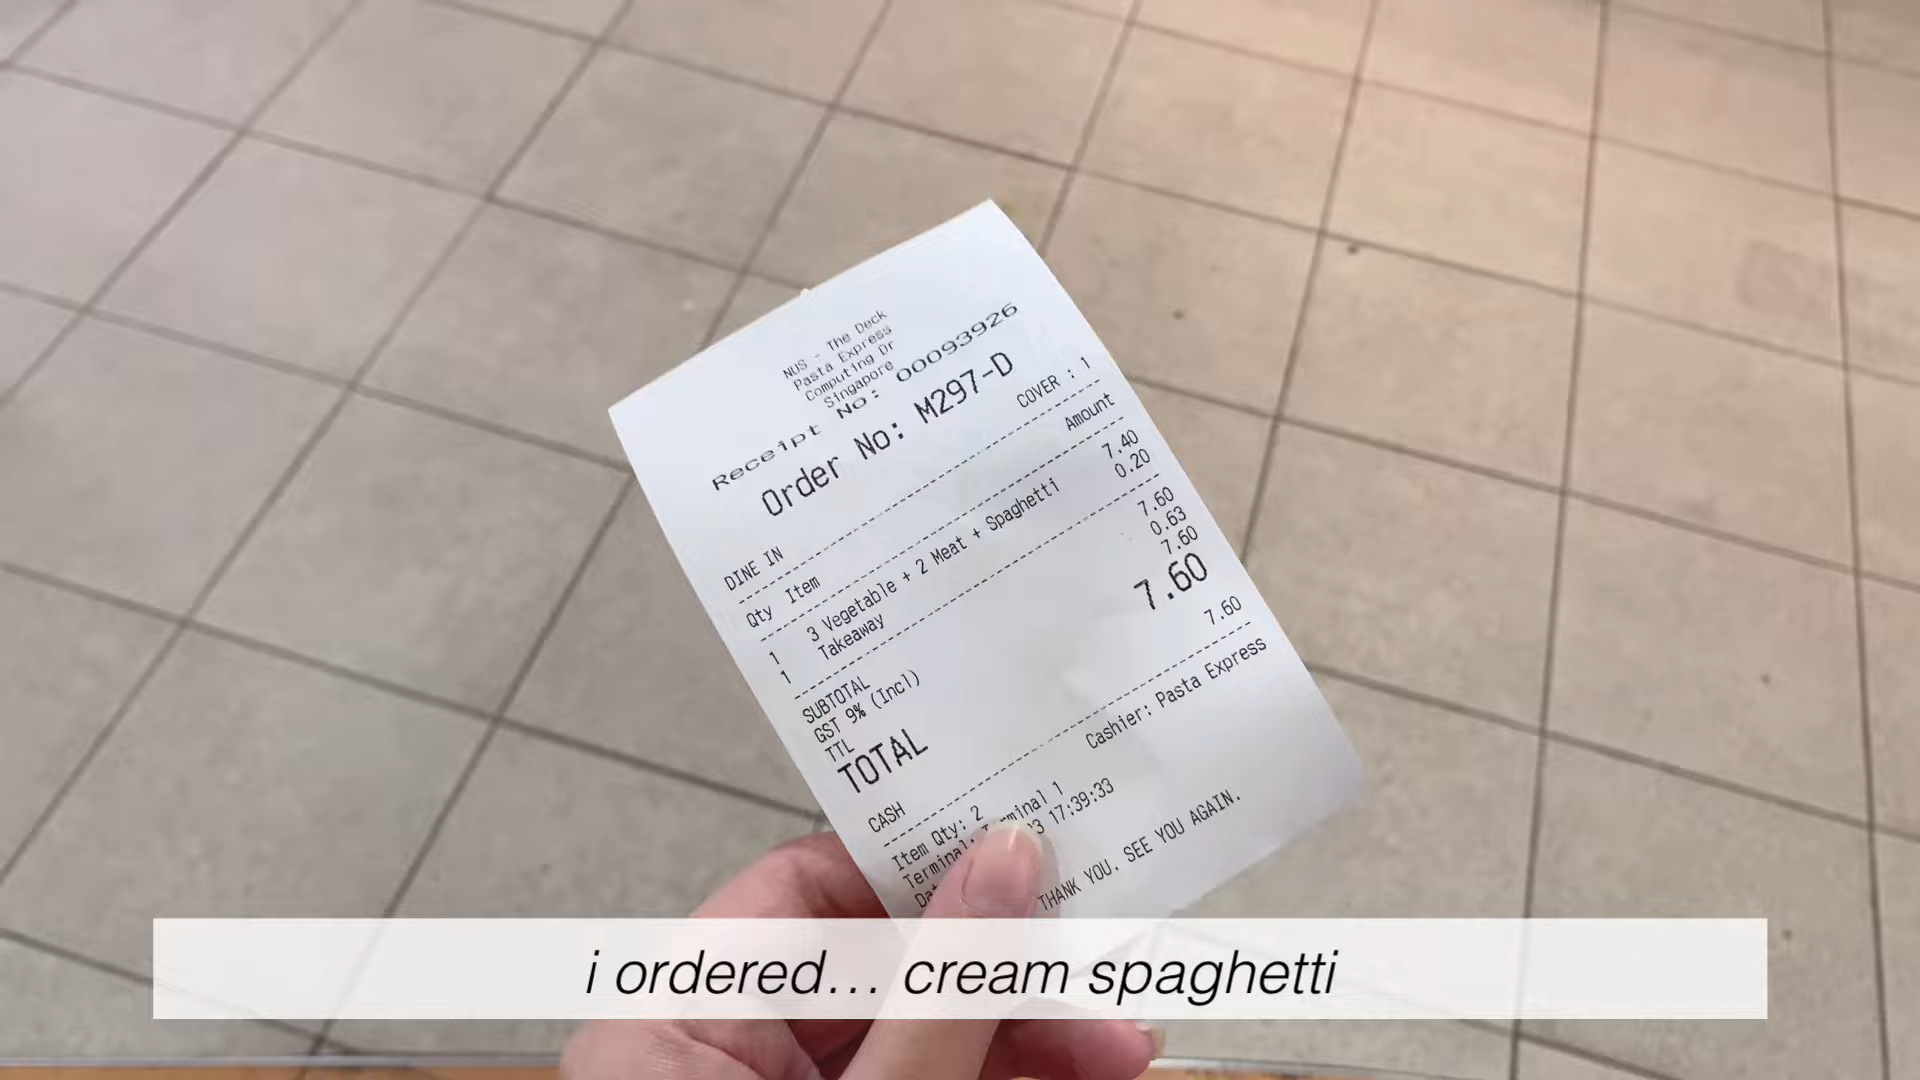 NUS - The Deck
Pasta Express
Computing Dr
Singapore
Receipt No: 00093926
Order No: M297-D
DINE IN COVER : 1
Qty Item Amount
1 3 Vegetable + 2 Meat + Spaghetti 7.40
1 Takeaway 0.20
SUBTOTAL 7.60
GST 9% (Incl) 0.63
TTL 7.60
TOTAL 7.60
CASH 7.60
Item Qty: 2 Cashier: Pasta Express
Terminal: Terminal 1
17:39:33
THANK YOU. SEE YOU AGAIN.
i ordered... cream spaghetti